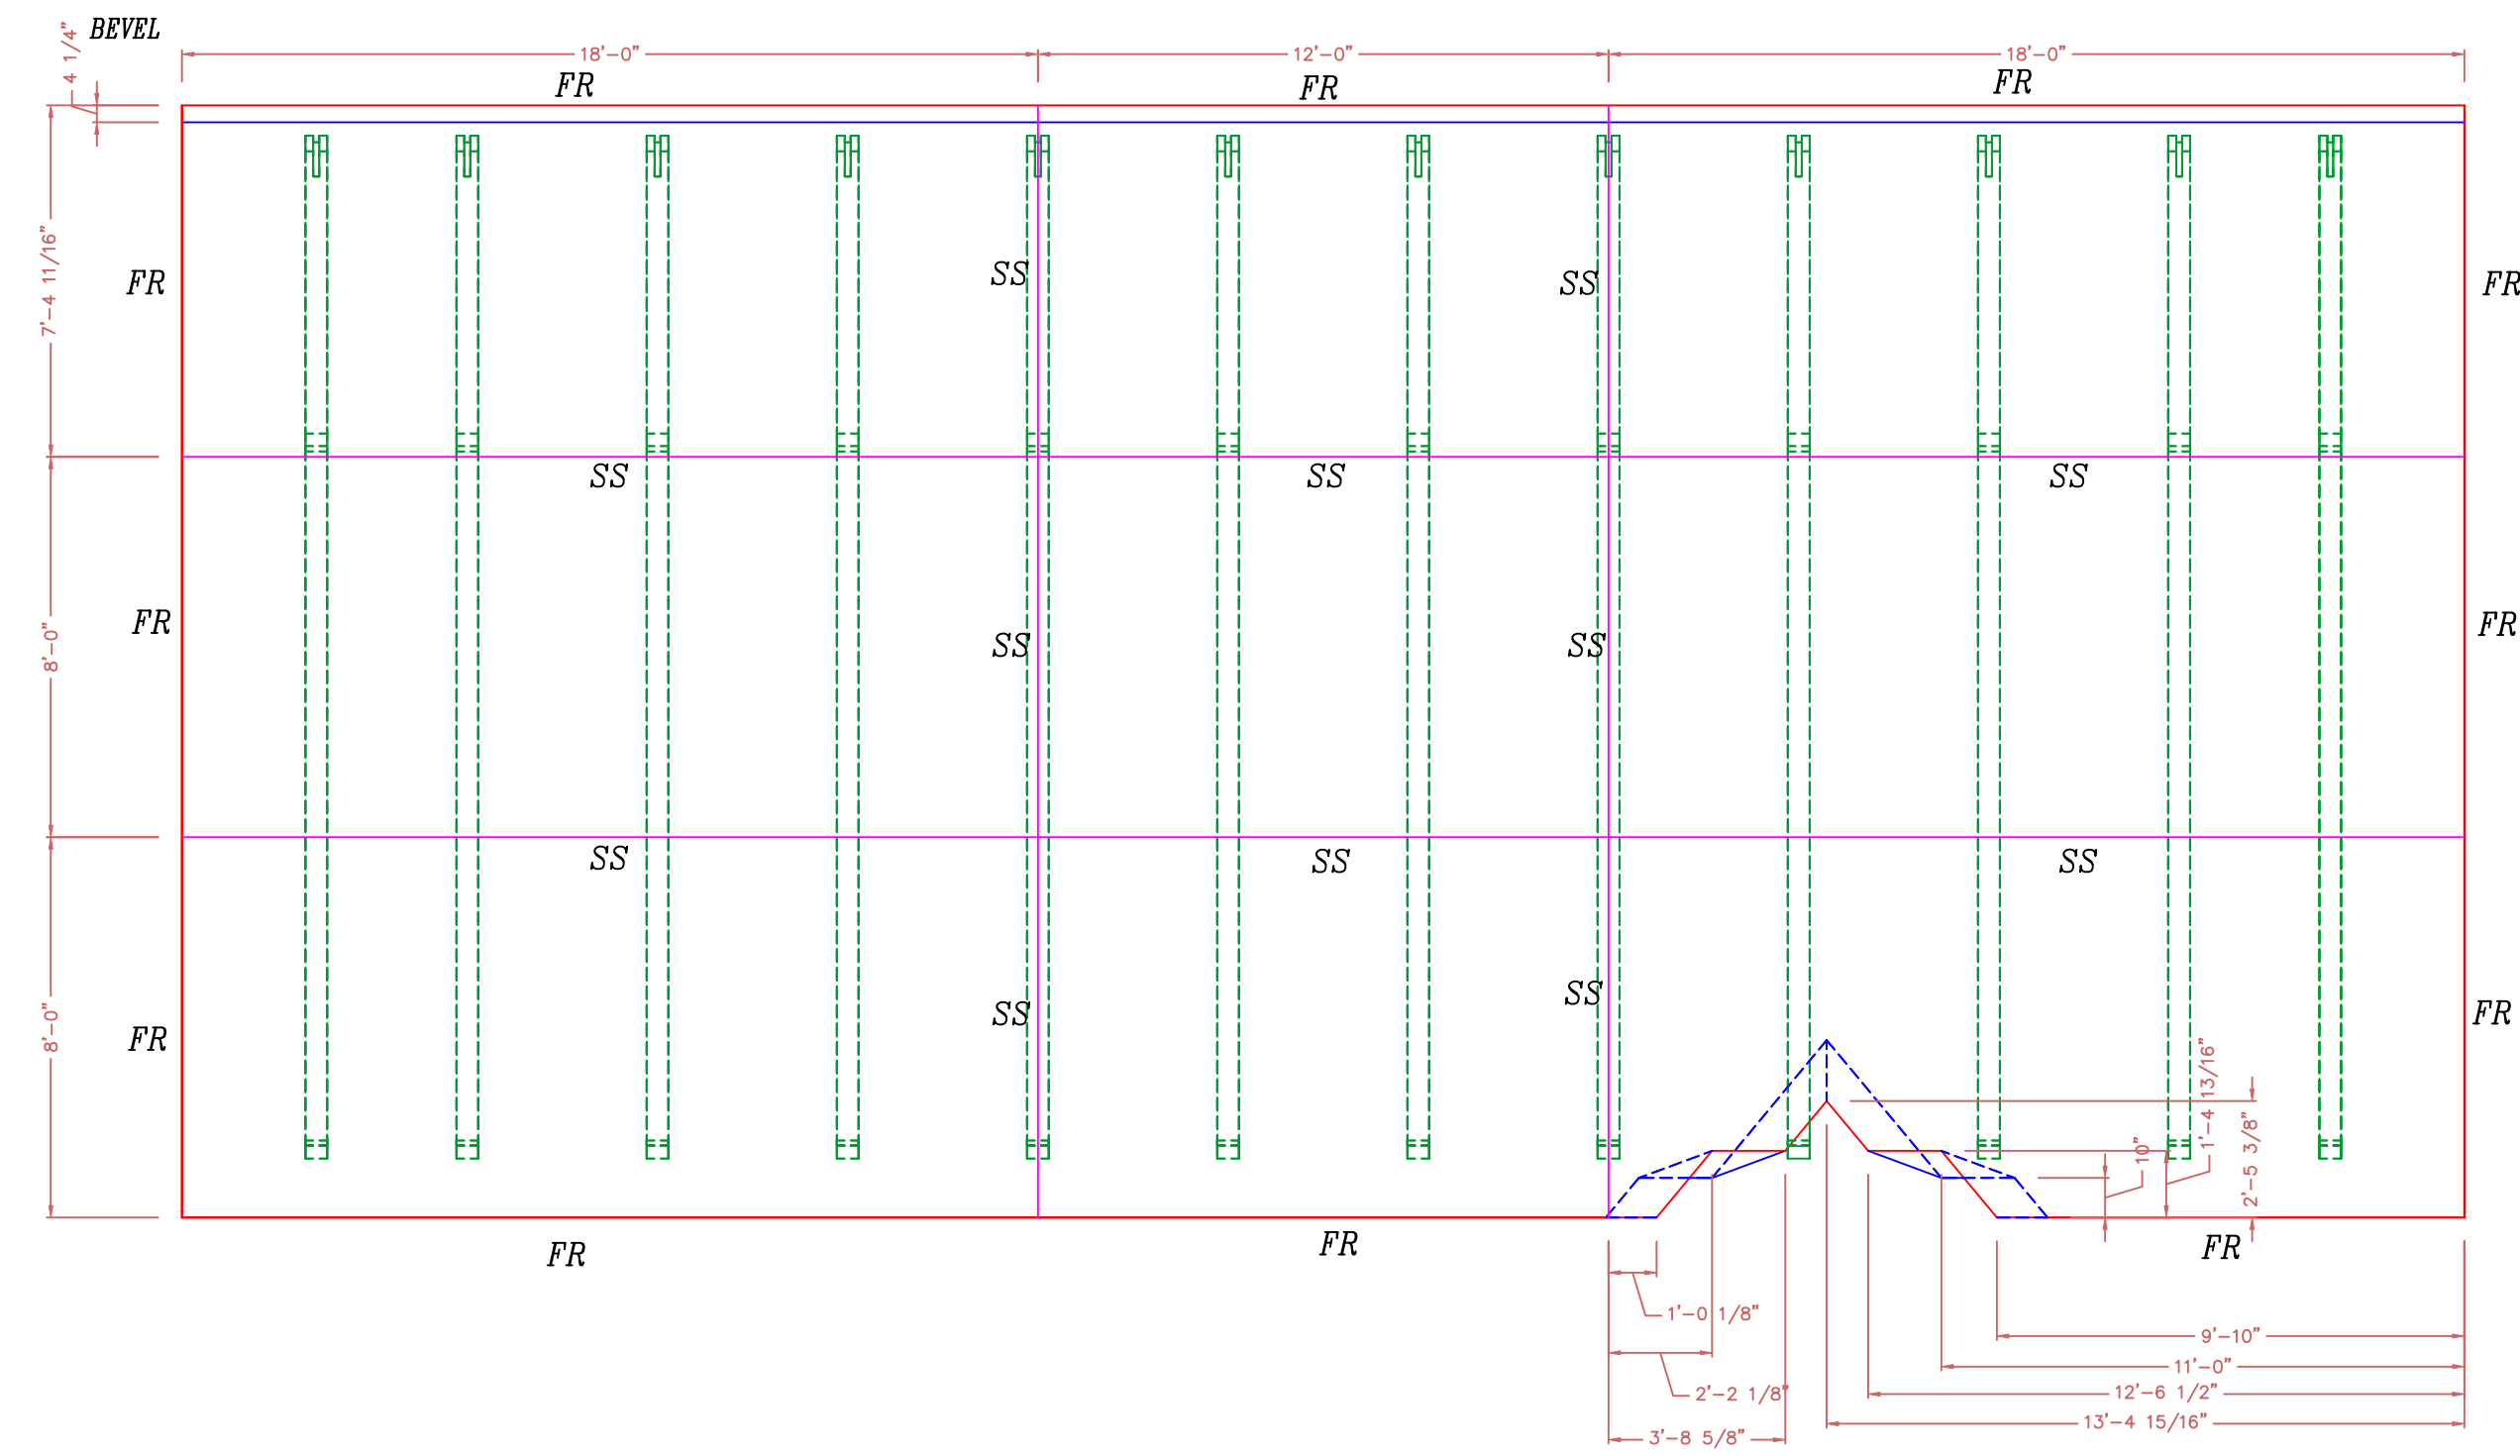 BEVEL
4 1/4"
18'-0"
12'-0"
18'-0"
FR
FR
FR
7'-4 11/16"
FR
SS
SS
FR
SS
SS
SS
8'-0"
FR
SS
SS
FR
SS
SS
SS
8'-0"
FR
SS
SS
FR
10"
1'-4 13/16"
2'-5 3/8"
FR
FR
FR
1'-0 1/8"
9'-10"
11'-0"
2'-2 1/8"
12'-6 1/2"
13'-4 15/16"
3'-8 5/8"